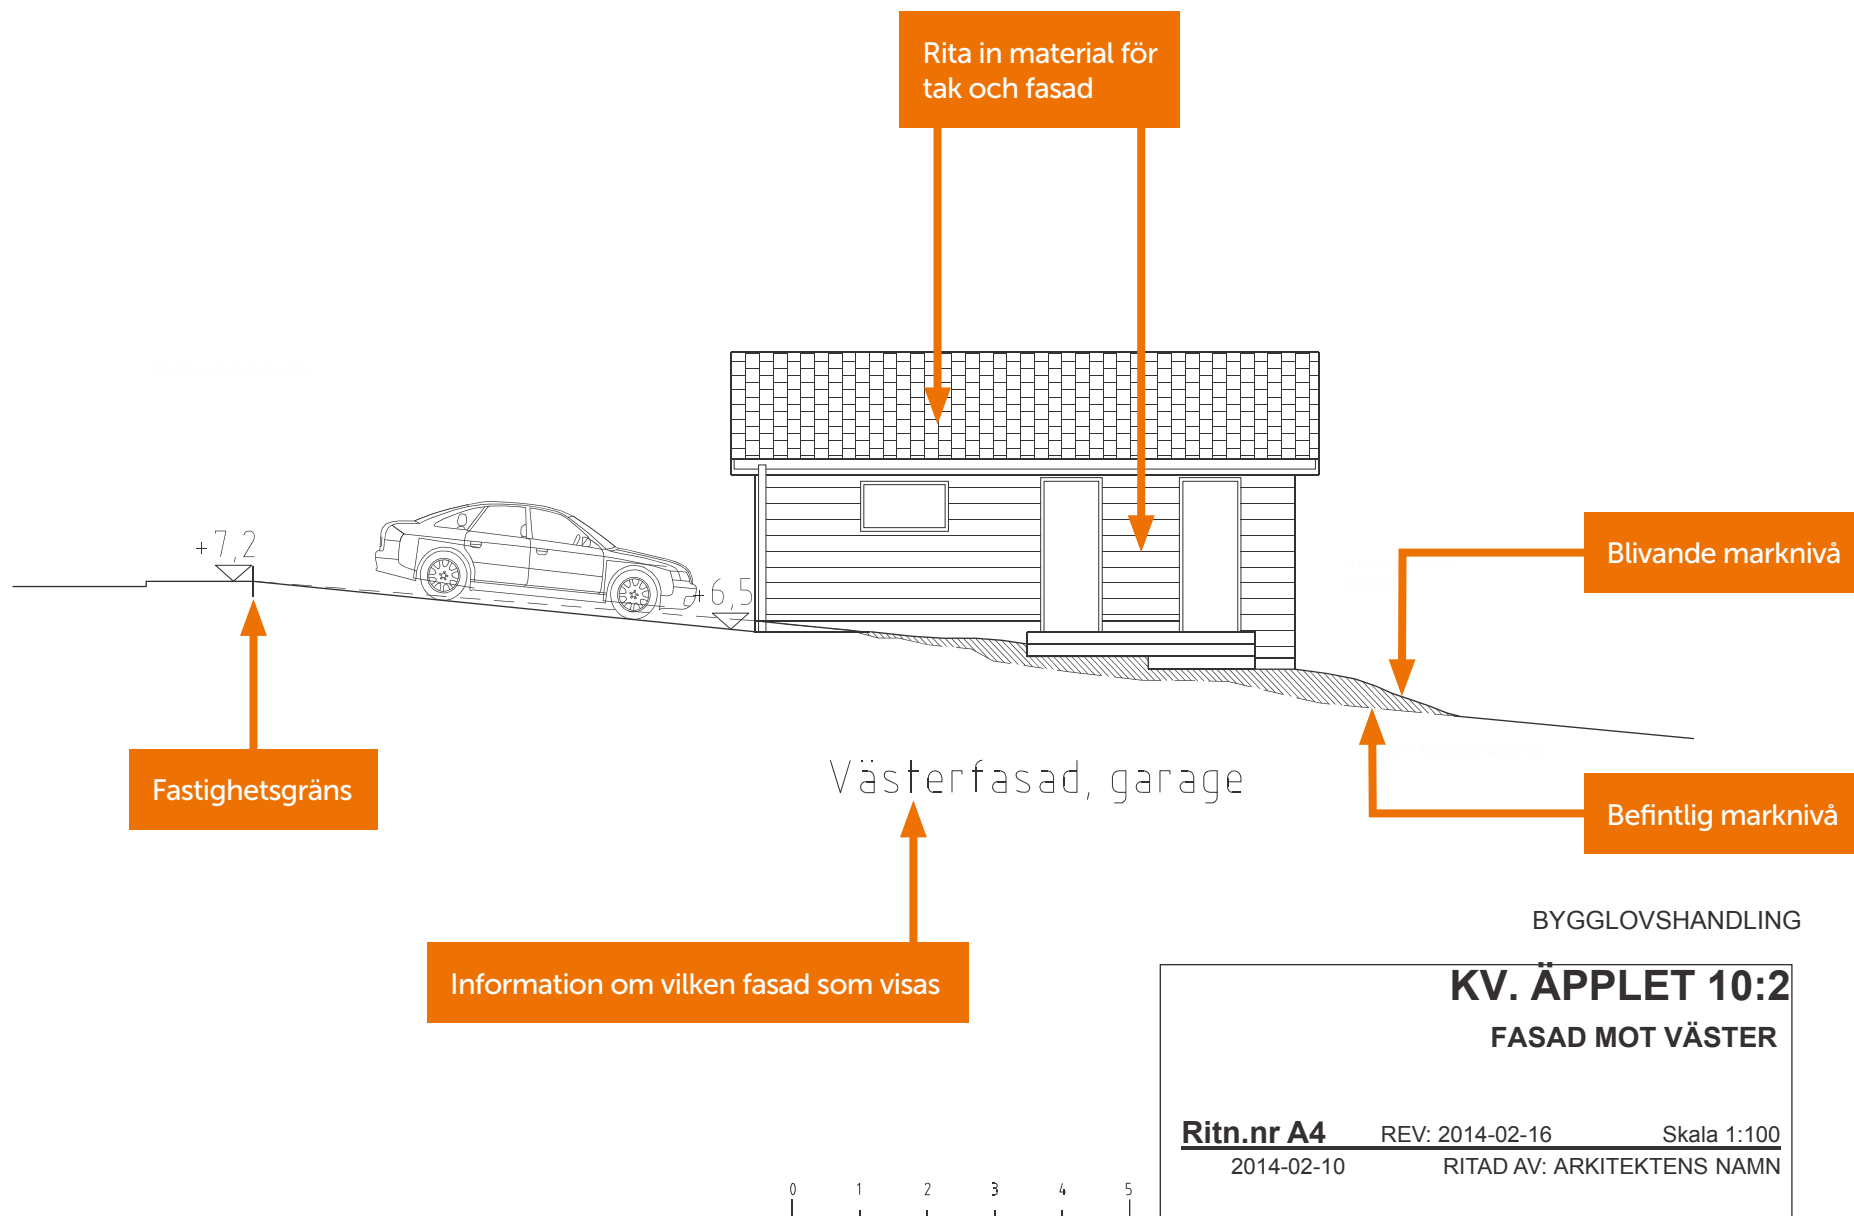 Rita in material för
tak och fasad
+7,2
+6,5
Blivande marknivå
Fastighetsgräns
Västerfasad, garage
Befintlig marknivå
Information om vilken fasad som visas
BYGGLOVSHANDLING
KV. ÄPPLET 10:2
FASAD MOT VÄSTER
Ritn.nr A4 REV: 2014-02-16 Skala 1:100
2014-02-10 RITAD AV: ARKITEKTENS NAMN
0 1 2 3 4 5